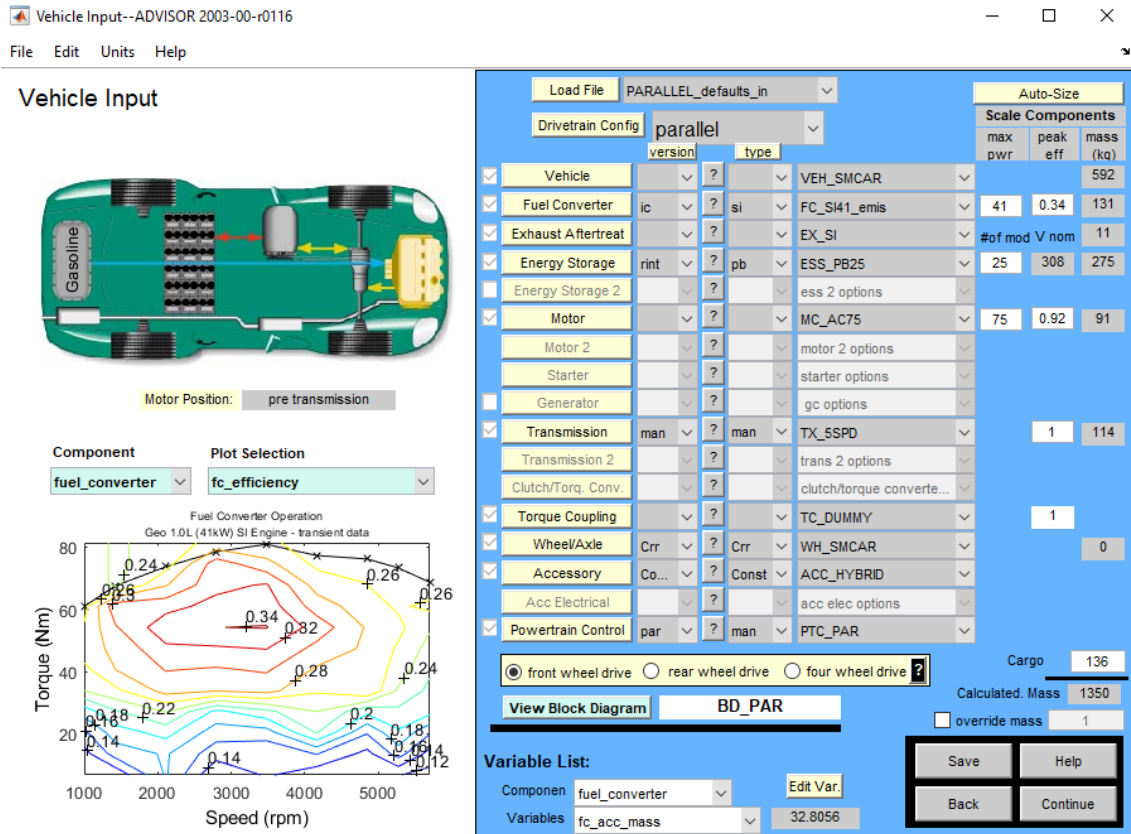 Vehicle Input--ADVISOR 2003-00-r0116
File Edit Units Help
Vehicle Input
Gasoline
Motor Position: pre transmission
Component Plot Selection
fuel_converter fc_efficiency
Fuel Converter Operation
Geo 1.0L (41kW) SI Engine - transient data
Torque (Nm)
80
60
40
20
0.24
0.26
0.26
0.3
0.26
0.34
0.32
0.28
0.24
0.22
0.2
0.18
0.16
0.14
0.18
0.16
0.14
0.14
0.12
1000 2000 3000 4000 5000
Speed (rpm)
Load File PARALLEL_defaults_in
Auto-Size
Drivetrain Config parallel
Scale Components
version type
max pwr peak eff mass (kg)
Vehicle ? VEH_SMCAR 592
Fuel Converter ic ? si FC_SI41_emis 41 0.34 131
Exhaust Aftertreat ? EX_SI #of mod V nom 11
Energy Storage rint ? pb ESS_PB25 25 308 275
Energy Storage 2 ? ess 2 options
Motor ? MC_AC75 75 0.92 91
Motor 2 ? motor 2 options
Starter ? starter options
Generator ? gc options
Transmission man ? man TX_5SPD 1 114
Transmission 2 ? trans 2 options
Clutch/Torq. Conv. ? clutch/torque converte...
Torque Coupling ? TC_DUMMY 1
Wheel/Axle Crr ? Crr WH_SMCAR 0
Accessory Co... ? Const ACC_HYBRID
Acc Electrical ? acc elec options
Powertrain Control par ? man PTC_PAR
front wheel drive rear wheel drive four wheel drive ?
Cargo 136
Calculated. Mass 1350
override mass 1
View Block Diagram BD_PAR
Variable List:
Componen fuel_converter Edit Var.
Variables fc_acc_mass 32.8056
Save Help
Back Continue